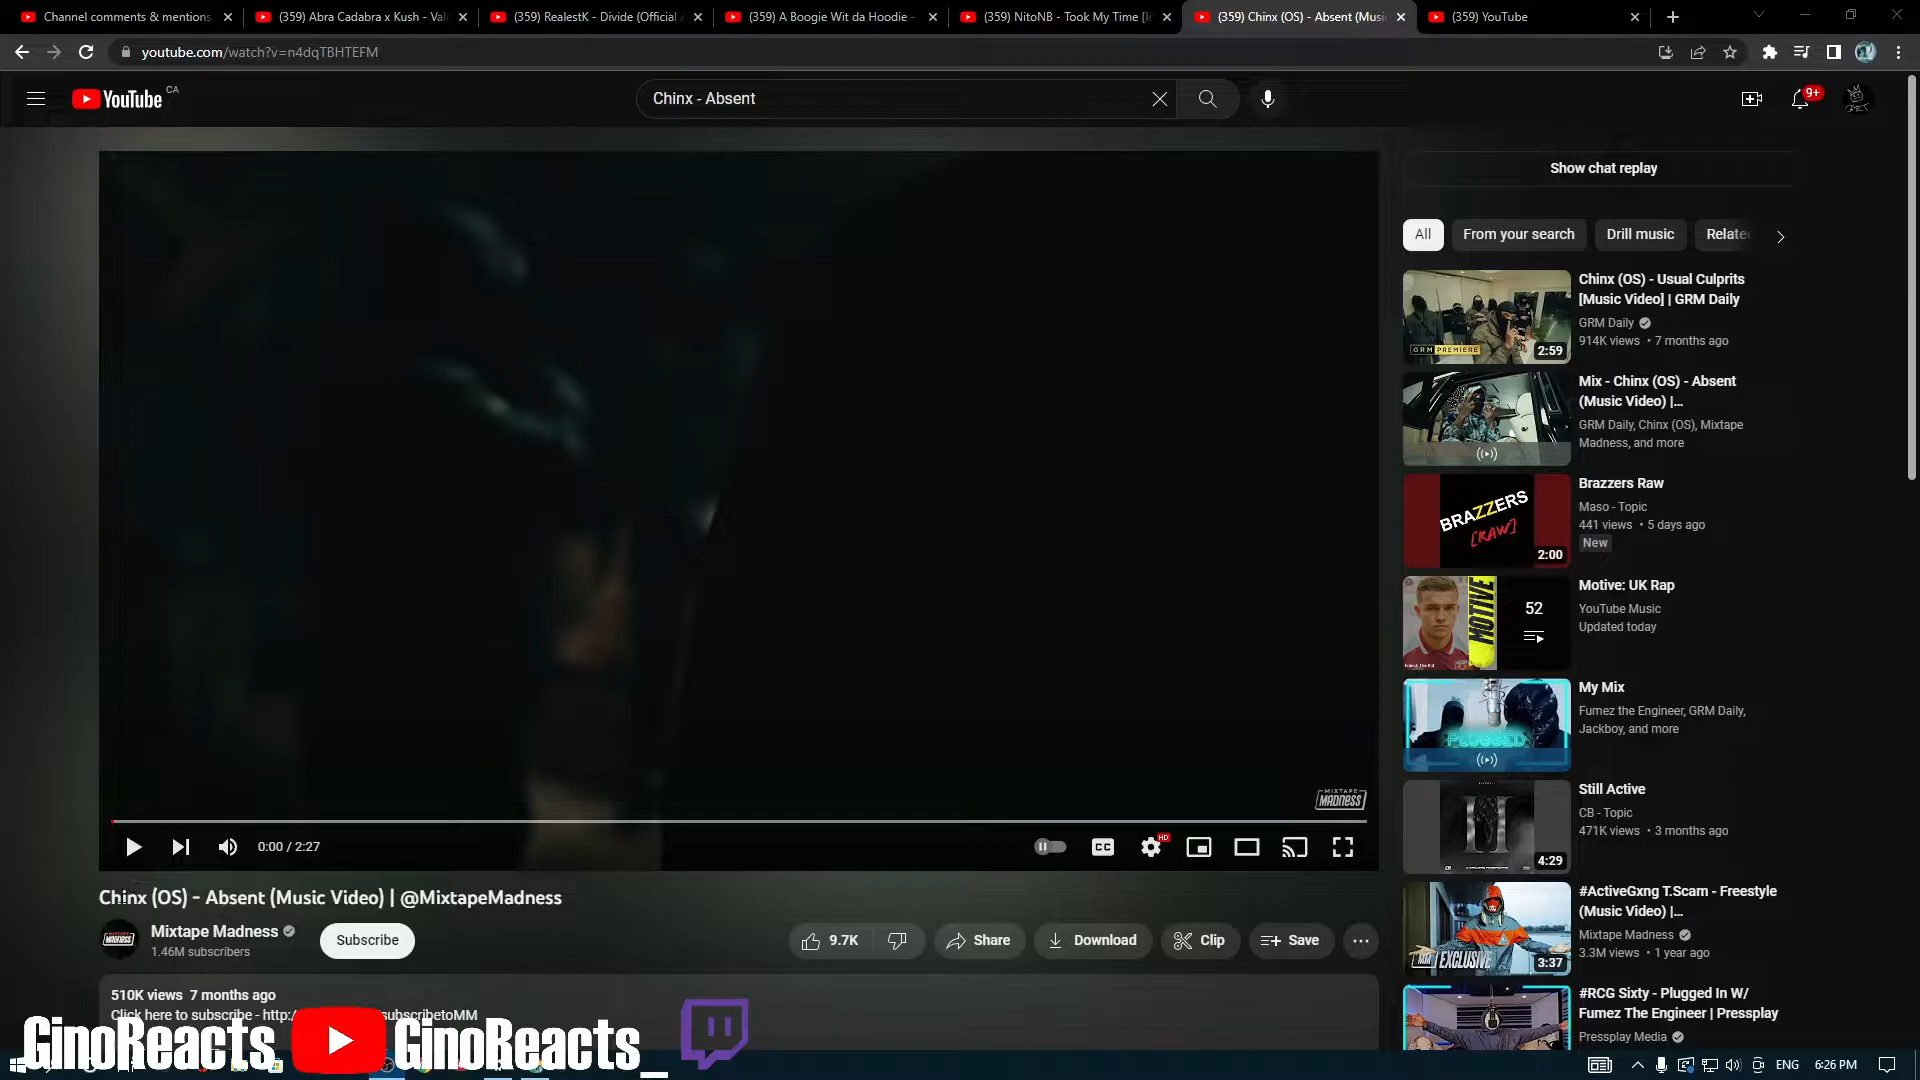 Channel comments & mentions
(359) Abra Cadabra x Kush - Val
(359) RealestK - Divide (Official
(359) A Boogie Wit da Hoodie -
(359) NitoNB - Took My Time [
(359) Chinx (OS) - Absent (Musi
(359) YouTube
youtube.com/watch?v=n4dqTBHTEFM
YouTube CA
Chinx - Absent
9+
Show chat replay
All
From your search
Drill music
Related
Chinx (OS) - Usual Culprits
[Music Video] | GRM Daily
GRM Daily
914K views • 7 months ago
GRM PREMIERE
2:59
Mix - Chinx (OS) - Absent
(Music Video) |...
GRM Daily, Chinx (OS), Mixtape
Madness, and more
Brazzers Raw
Maso - Topic
441 views • 5 days ago
New
BRAZZERS
[RAW]
2:00
Motive: UK Rap
YouTube Music
Updated today
MOTIVE
52
My Mix
Fumez the Engineer, GRM Daily,
Jackboy, and more
PLUGGED
Still Active
CB - Topic
471K views • 3 months ago
4:29
#ActiveGxng T.Scam - Freestyle
(Music Video) |...
Mixtape Madness
3.3M views • 1 year ago
EXCLUSIVE
3:37
#RCG Sixty - Plugged In W/
Fumez The Engineer | Pressplay
Pressplay Media
MIXTAPE
MADNESS
0:00 / 2:27
CC
HD
Chinx (OS) - Absent (Music Video) | @MixtapeMadness
Mixtape Madness
1.46M subscribers
Subscribe
9.7K
Share
Download
Clip
Save
510K views 7 months ago
Click here to subscribe - http:/ subscribetoMM
GinoReacts
GinoReacts_
ENG
6:26 PM